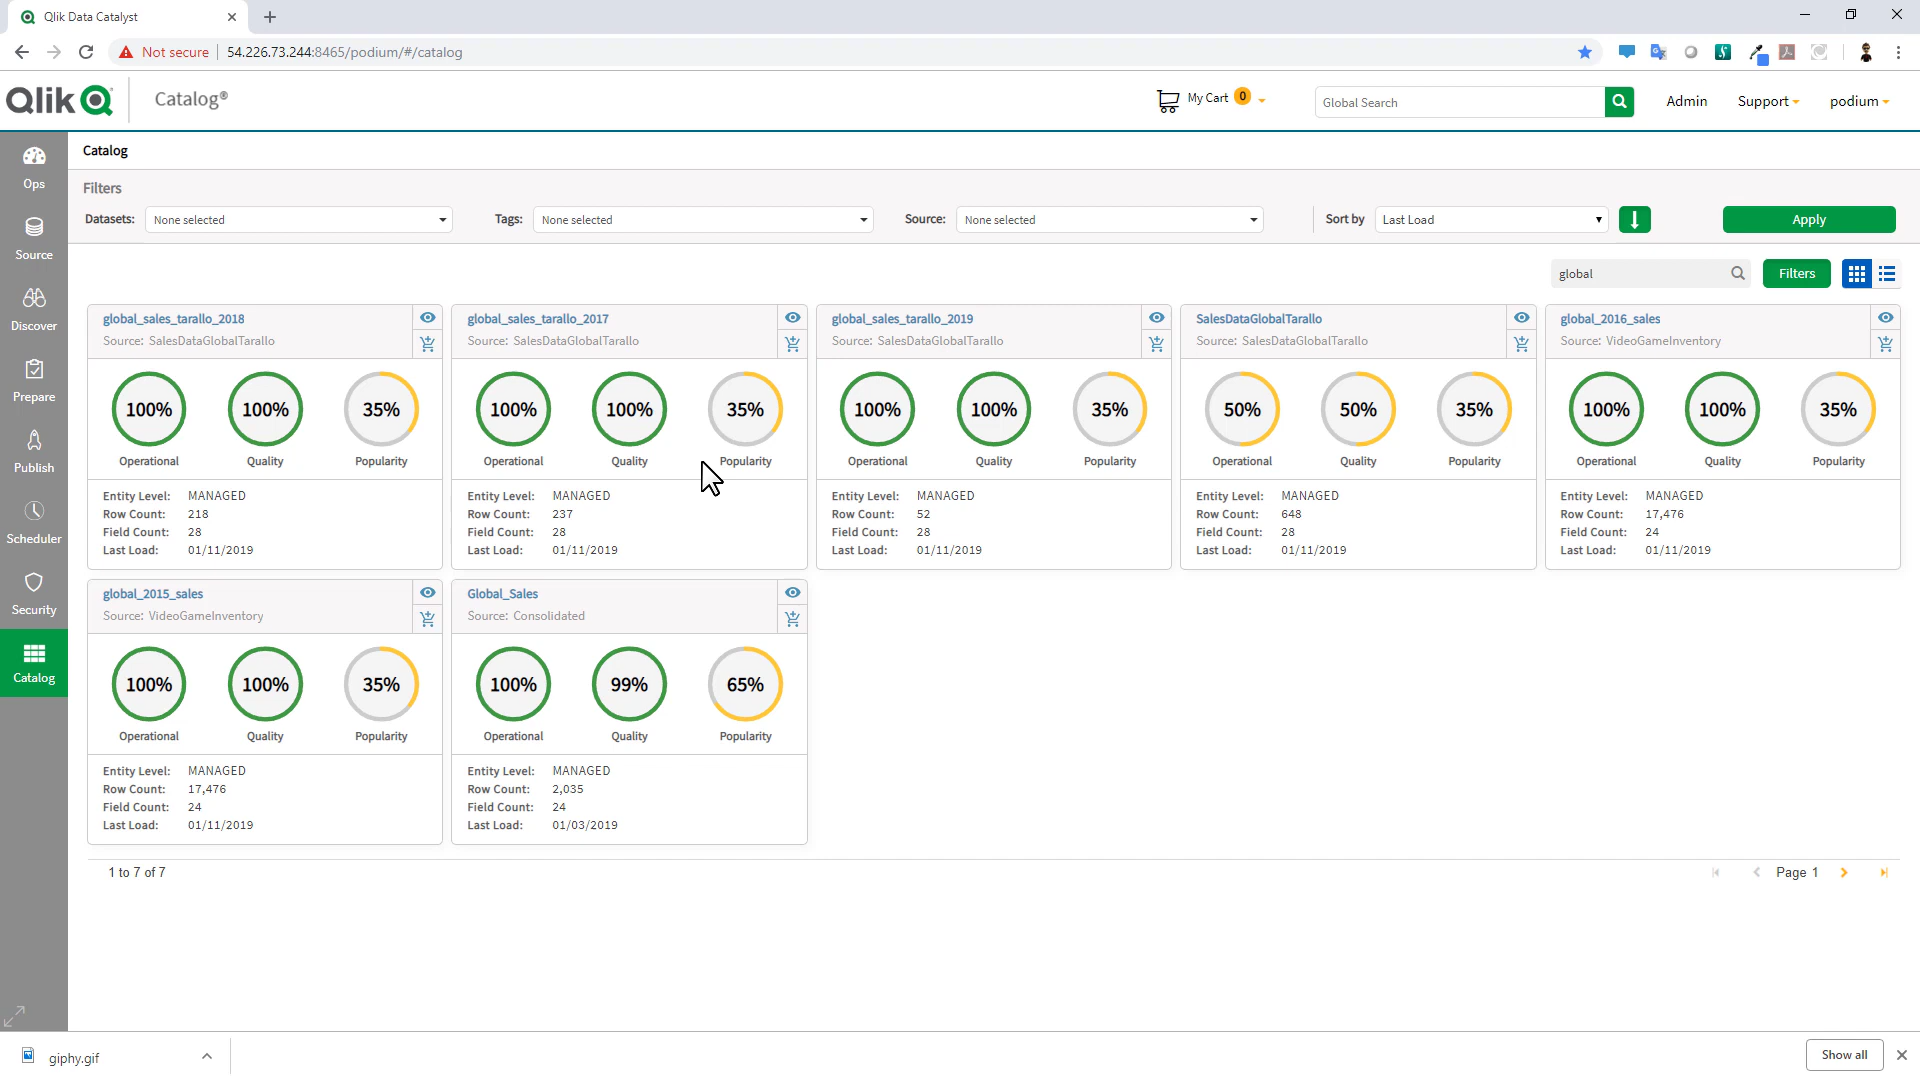 Qlik Data Catalyst
Not secure 54.226.73.244:8465/podium/#/catalog
Qlik Catalog® My Cart 0 Global Search Admin Support podium
Ops
Source
Discover
Prepare
Publish
Scheduler
Security
Catalog
Catalog
Filters
Datasets: None selected Tags: None selected Source: None selected Sort by Last Load Apply
global Filters
global_sales_tarallo_2018
Source: SalesDataGlobalTarallo
100% 100% 35%
Operational Quality Popularity
Entity Level: MANAGED
Row Count: 218
Field Count: 28
Last Load: 01/11/2019
global_sales_tarallo_2017
Source: SalesDataGlobalTarallo
100% 100% 35%
Operational Quality Popularity
Entity Level: MANAGED
Row Count: 237
Field Count: 28
Last Load: 01/11/2019
global_sales_tarallo_2019
Source: SalesDataGlobalTarallo
100% 100% 35%
Operational Quality Popularity
Entity Level: MANAGED
Row Count: 52
Field Count: 28
Last Load: 01/11/2019
SalesDataGlobalTarallo
Source: SalesDataGlobalTarallo
50% 50% 35%
Operational Quality Popularity
Entity Level: MANAGED
Row Count: 648
Field Count: 28
Last Load: 01/11/2019
global_2016_sales
Source: VideoGameInventory
100% 100% 35%
Operational Quality Popularity
Entity Level: MANAGED
Row Count: 17,476
Field Count: 24
Last Load: 01/11/2019
global_2015_sales
Source: VideoGameInventory
100% 100% 35%
Operational Quality Popularity
Entity Level: MANAGED
Row Count: 17,476
Field Count: 24
Last Load: 01/11/2019
Global_Sales
Source: Consolidated
100% 99% 65%
Operational Quality Popularity
Entity Level: MANAGED
Row Count: 2,035
Field Count: 24
Last Load: 01/03/2019
1 to 7 of 7 Page 1
giphy.gif Show all